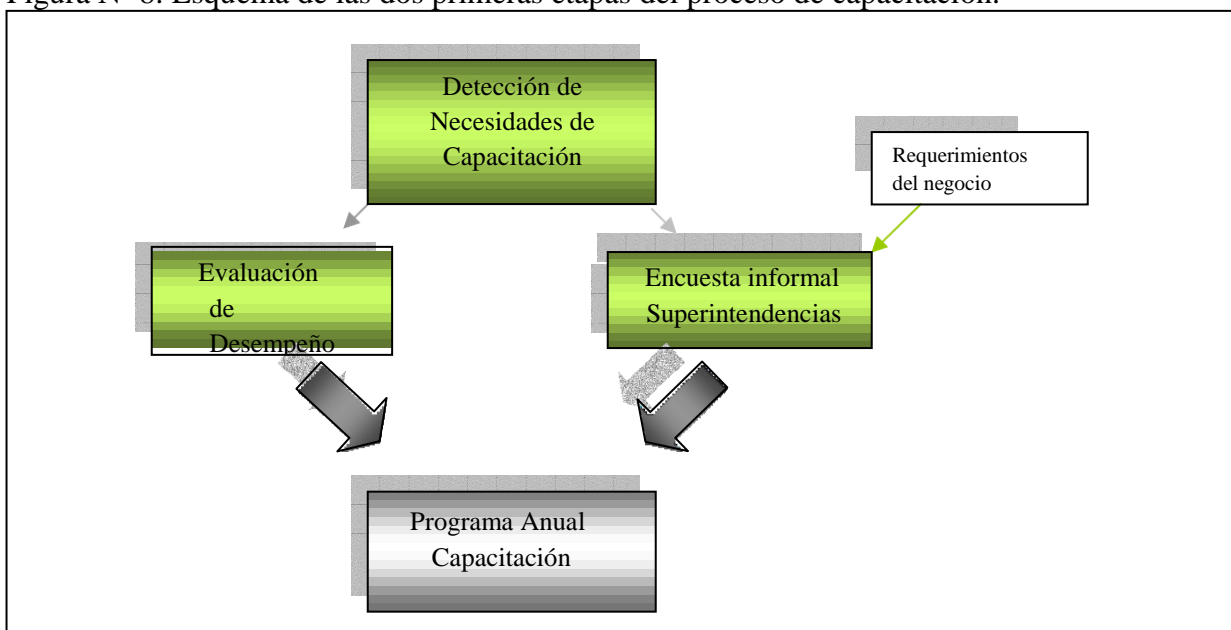 Figura N° 8: Esquema de las dos primeras etapas del proceso de capacitación.
Detección de
Necesidades de
Capacitación
Requerimientos
del negocio
Evaluación
de
Desempeño
Encuesta informal
Superintendencias
Programa Anual
Capacitación